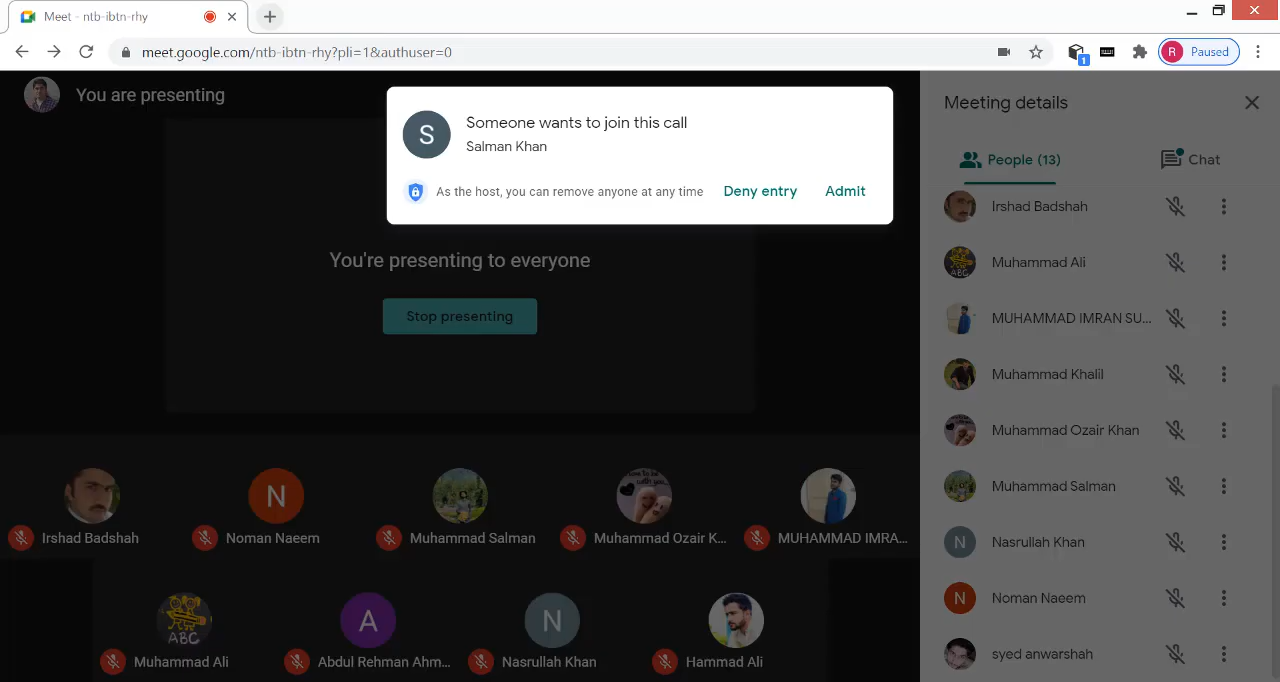 Meet - ntb-ibtn-rhy
meet.google.com/ntb-ibtn-rhy?pli=1&authuser=0
1
R Paused
You are presenting
S
Someone wants to join this call
Salman Khan
As the host, you can remove anyone at any time Deny entry Admit
You're presenting to everyone
Stop presenting
Meeting details
People (13) Chat
Irshad Badshah
Muhammad Ali
MUHAMMAD IMRAN SU...
Muhammad Khalil
Muhammad Ozair Khan
Muhammad Salman
N Nasrullah Khan
N Noman Naeem
syed anwarshah
N
Irshad Badshah Noman Naeem Muhammad Salman Muhammad Ozair K... MUHAMMAD IMRA...
ABC A N
Muhammad Ali Abdul Rehman Ahm... Nasrullah Khan Hammad Ali